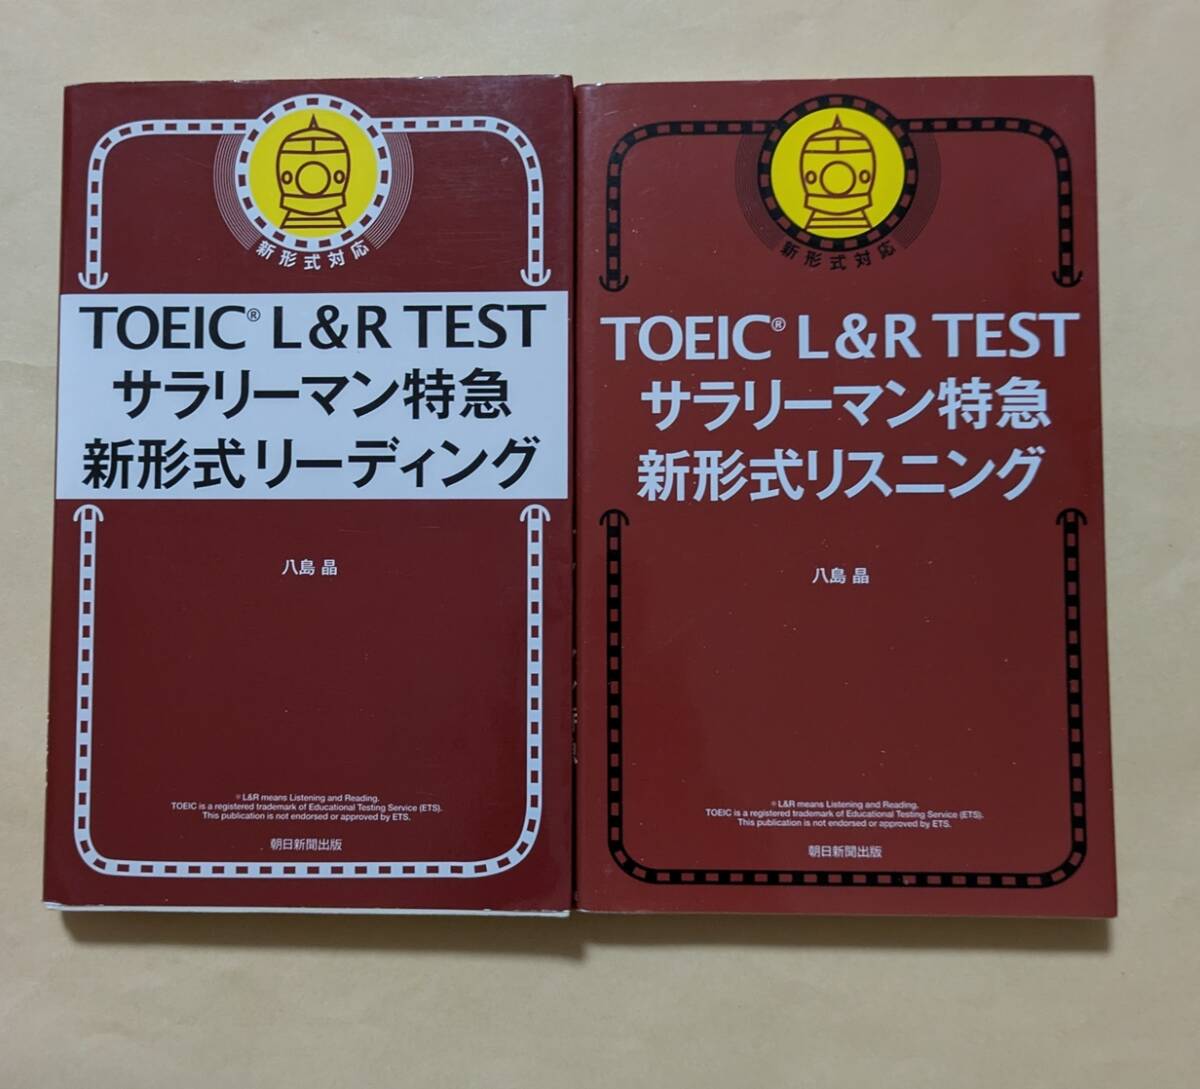 新形式対応
TOEIC® L&R TEST
サラリーマン特急
新形式リーディング
八島 晶
※L&R means Listening and Reading.
TOEIC is a registered trademark of Educational Testing Service (ETS).
This publication is not endorsed or approved by ETS.
朝日新聞出版
新形式対応
TOEIC® L&R TEST
サラリーマン特急
新形式リスニング
八島 晶
※L&R means Listening and Reading.
TOEIC is a registered trademark of Educational Testing Service (ETS).
This publication is not endorsed or approved by ETS.
朝日新聞出版